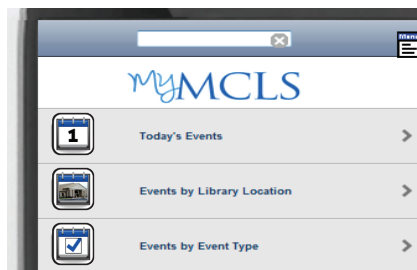 Menu
MyMCLS
1
Today's Events
Events by Library Location
Events by Event Type